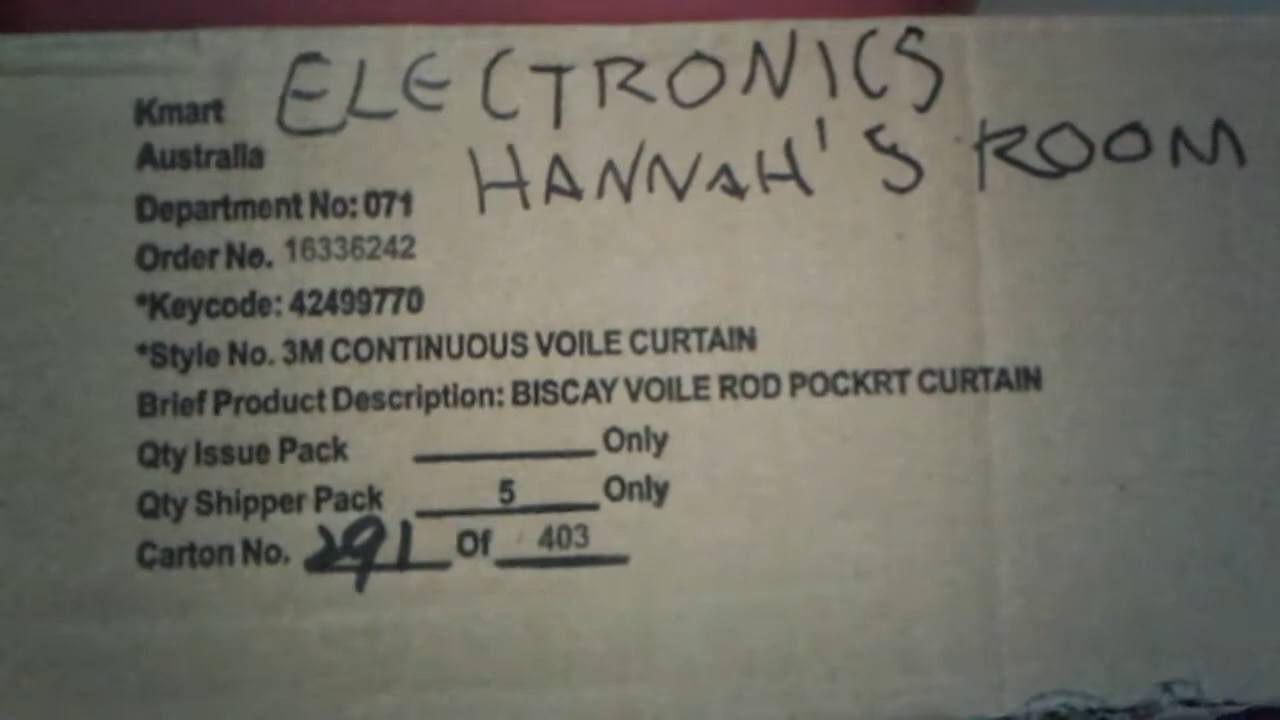 ELECTRONICS
HANNAH'S ROOM
Kmart
Australia
Department No: 071
Order No. 16336242
*Keycode: 42499770
*Style No. 3M CONTINUOUS VOILE CURTAIN
Brief Product Description: BISCAY VOILE ROD POCKRT CURTAIN
Qty Issue Pack ______ Only
Qty Shipper Pack 5 Only
Carton No. 291 Of 403